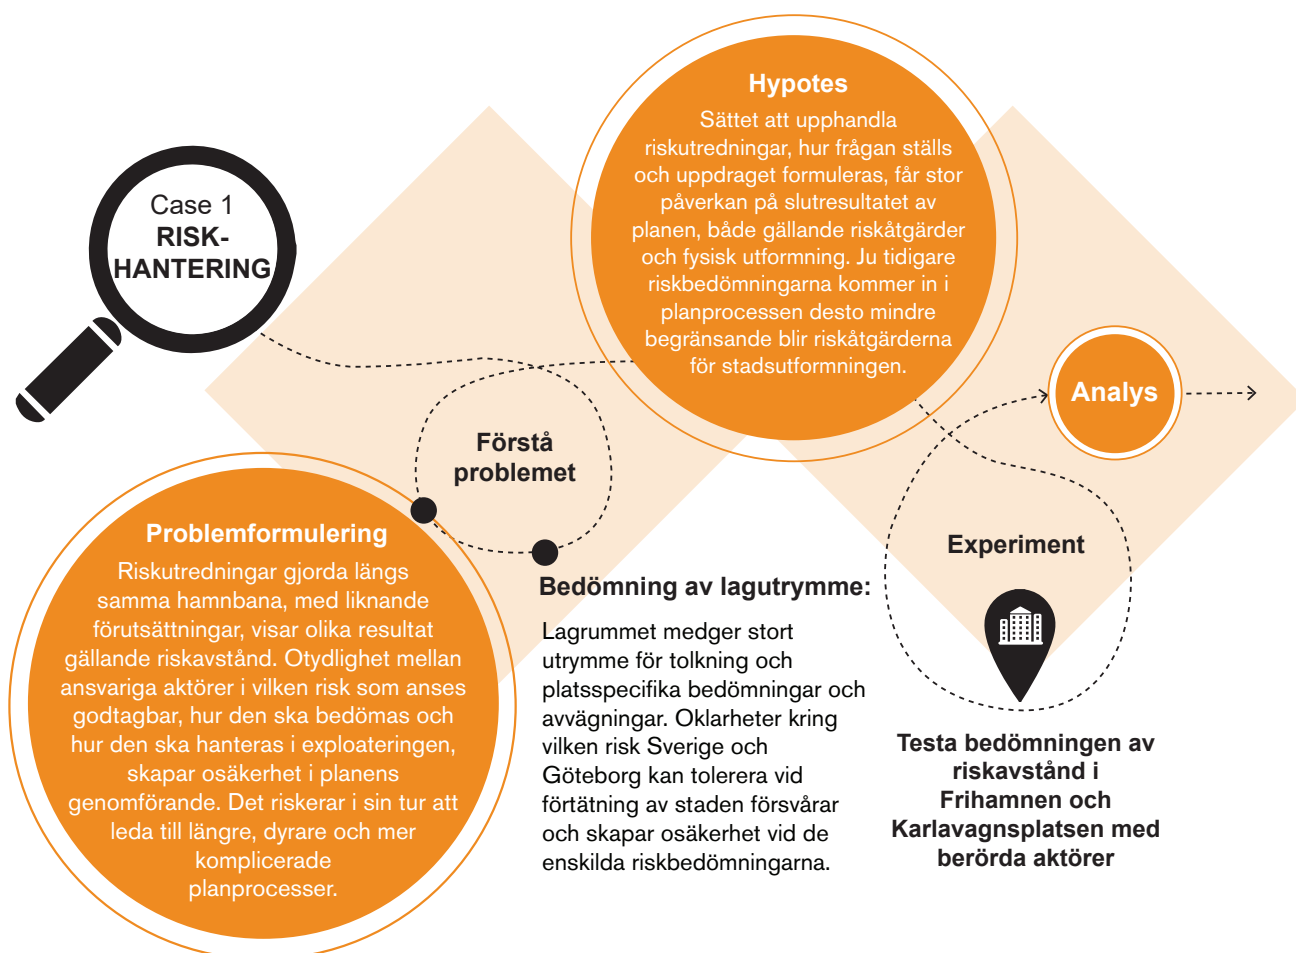 Case 1
RISK-
HANTERING
Problemformulering
Riskutredningar gjorda längs
samma hamnbana, med liknande
förutsättningar, visar olika resultat
gällande riskavstånd. Otydlighet mellan
ansvariga aktörer i vilken risk som anses
godtagbar, hur den ska bedömas och
hur den ska hanteras i exploateringen,
skapar osäkerhet i planens
genomförande. Det riskerar i sin tur att
leda till längre, dyrare och mer
komplicerade
planprocesser.
Förstå
problemet
Bedömning av lagutrymme:
Lagrummet medger stort
utrymme för tolkning och
platsspecifika bedömningar och
avvägningar. Oklarheter kring
vilken risk Sverige och
Göteborg kan tolerera vid
förtätning av staden försvårar
och skapar osäkerhet vid de
enskilda riskbedömningarna.
Hypotes
Sättet att upphandla
riskutredningar, hur frågan ställs
och uppdraget formuleras, får stor
påverkan på slutresultatet av
planen, både gällande riskåtgärder
och fysisk utformning. Ju tidigare
riskbedömningarna kommer in i
planprocessen desto mindre
begränsande blir riskåtgärderna
för stadsutformningen.
Experiment
Testa bedömningen av
riskavstånd i
Frihamnen och
Karlavagnsplatsen med
berörda aktörer
Analys